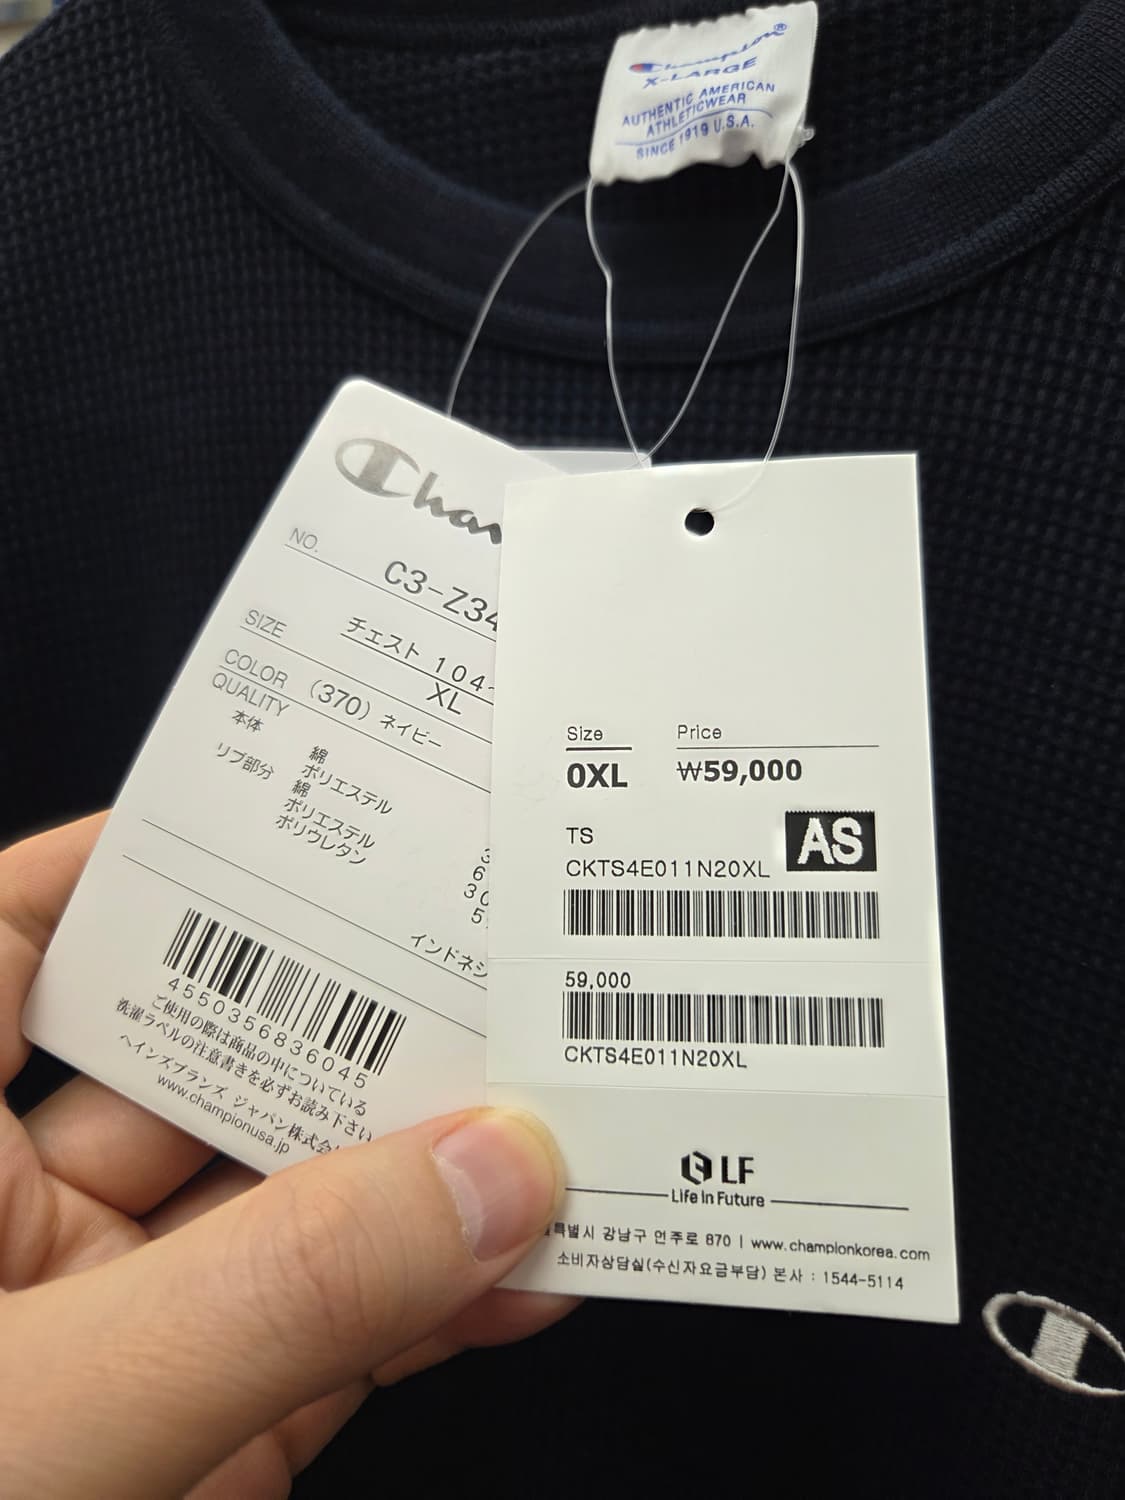 Champion®
X-LARGE
AUTHENTIC AMERICAN
ATHLETICWEAR
SINCE 1919 U.S.A.
NO.
C3-Z34
SIZE チェスト 104-
XL
COLOR (370) ネイビー
QUALITY
本体 綿
ポリエステル
リブ部分 綿
ポリエステル
ポリウレタン
30
5
4550356836045
ご使用の際は商品の中についている
洗濯ラベルの注意書きを必ずお読み下さい
ヘインズブランズ ジャパン株式会
www.championusa.jp
Size Price
0XL ₩59,000
TS
AS
CKTS4E011N20XL
59,000
CKTS4E011N20XL
LF
Life in Future
특별시 강남구 언주로 870 | www.championkorea.com
소비자상담실(수신자요금부담) 본사 : 1544-5114